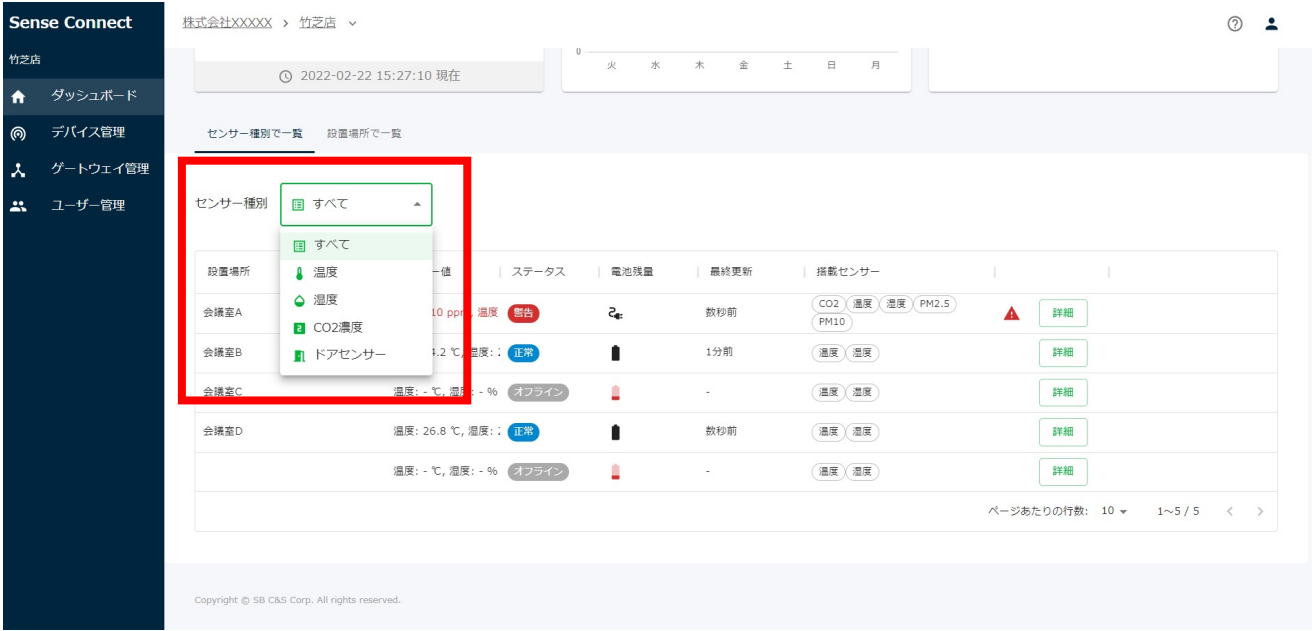 Sense Connect
株式会社XXXXX > 竹芝店
竹芝店
ダッシュボード
デバイス管理
ゲートウェイ管理
ユーザー管理
0
火 水 木 金 土 日 月
2022-02-22 15:27:10 現在
センサー種別で一覧 設置場所で一覧
センサー種別 すべて
すべて
温度
湿度
CO2濃度
ドアセンサー
設置場所 ー値 ステータス 電池残量 最終更新 搭載センサー
会議室A 10 ppm, 温度 警告 数秒前 CO2 温度 湿度 PM2.5 PM10 詳細
会議室B 4.2 ℃, 湿度: 正常 1分前 温度 湿度 詳細
会議室C 温度: - ℃, 湿度: - % オフライン - 温度 湿度 詳細
会議室D 温度: 26.8 ℃, 湿度: 正常 数秒前 温度 湿度 詳細
温度: - ℃, 湿度: - % オフライン - 温度 湿度 詳細
ページあたりの行数: 10 1~5 / 5 < >
Copyright © SB C&S Corp. All rights reserved.